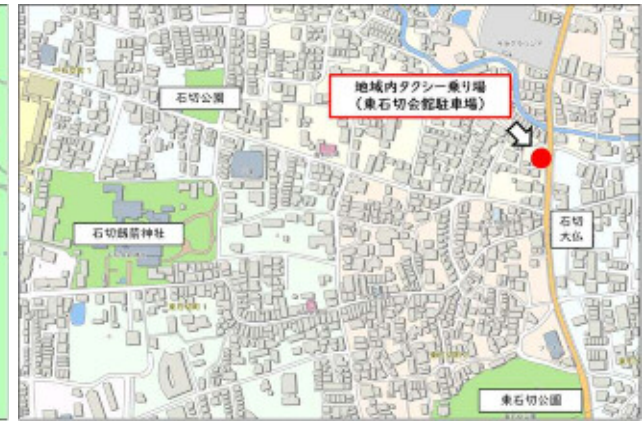 石切公園
地域内タクシー乗り場
(東石切会館駐車場)
石切劔箭神社
石切
大仏
東石切公園